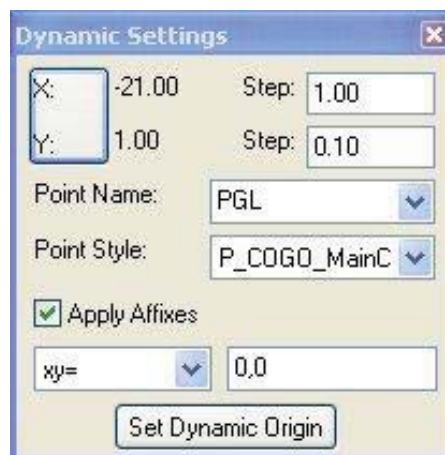 Dynamic Settings
X: -21.00 Step: 1.00
Y: 1.00 Step: 0.10
Point Name: PGL
Point Style: P_COGO_MainC
Apply Affixes
xy= 0,0
Set Dynamic Origin